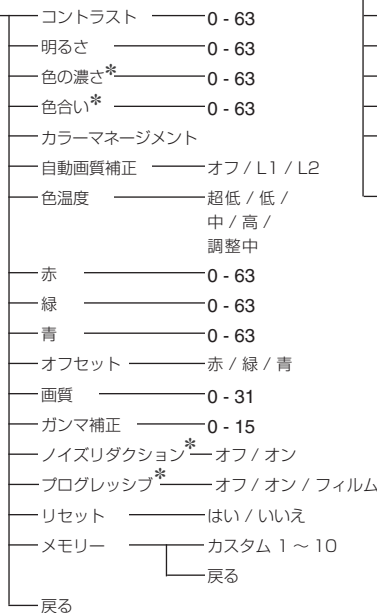 コントラスト 0 - 63
明るさ 0 - 63
色の濃さ* 0 - 63
色合い* 0 - 63
カラーマネージメント
自動画質補正 オフ / L1 / L2
色温度 超低 / 低 /
中 / 高 /
調整中
赤 0 - 63
緑 0 - 63
青 0 - 63
オフセット 赤 / 緑 / 青
画質 0 - 31
ガンマ補正 0 - 15
ノイズリダクション* オフ / オン
プログレッシブ* オフ / オン / フィルム
リセット はい / いいえ
メモリー カスタム 1 ~ 10
戻る
戻る